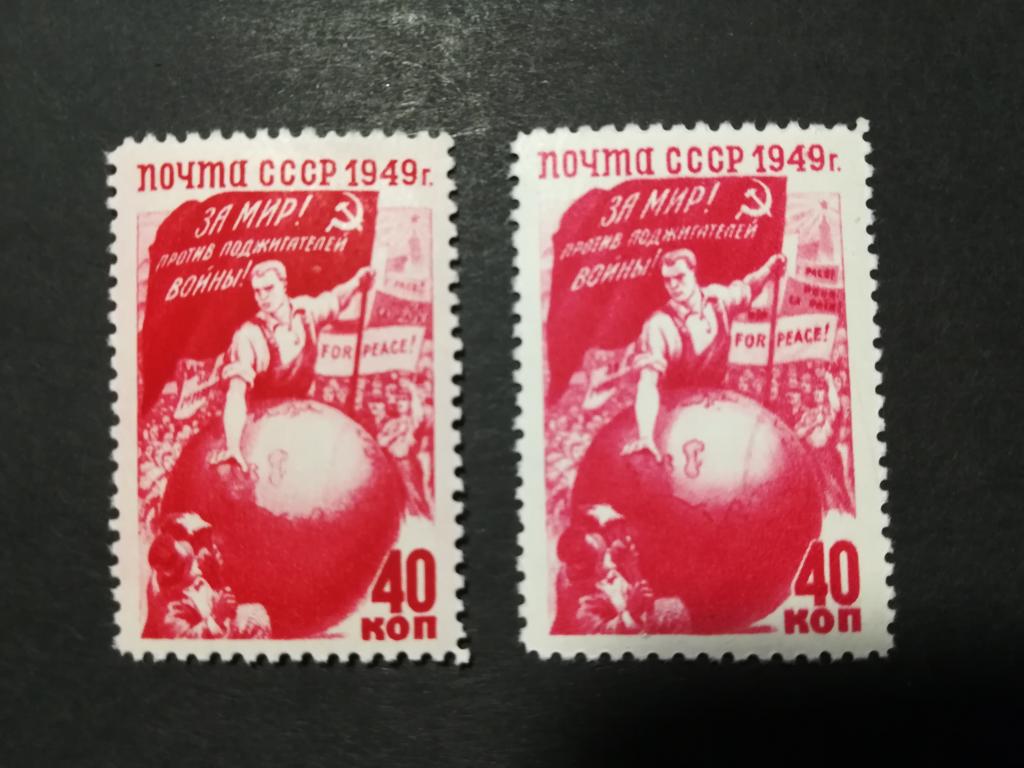 почта СССР 1949г.
ЗА МИР!
ПРОТИВ ПОДЖИГАТЕЛЕЙ
ВОЙНЫ!
FOR PEACE!
40
коп
почта СССР 1949г.
ЗА МИР!
ПРОТИВ ПОДЖИГАТЕЛЕЙ
ВОЙНЫ!
FOR PEACE!
40
коп